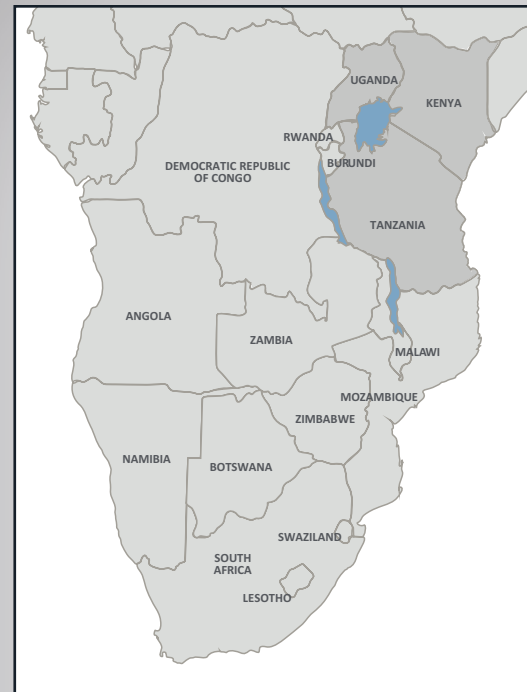 UGANDA
KENYA
RWANDA
BURUNDI
DEMOCRATIC REPUBLIC
OF CONGO
TANZANIA
ANGOLA
ZAMBIA
MALAWI
MOZAMBIQUE
ZIMBABWE
NAMIBIA
BOTSWANA
SWAZILAND
SOUTH
AFRICA
LESOTHO